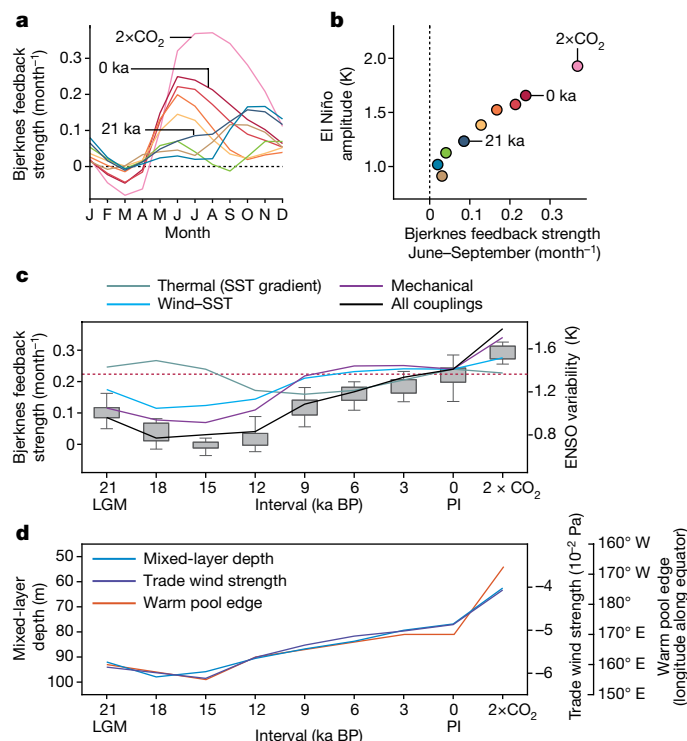 a
Bjerknes feedback
strength (month⁻¹)
0.3
0.2
0.1
0
2×CO₂
0 ka
21 ka
J F M A M J J A S O N D
Month
b
El Niño
amplitude (K)
2.0
1.5
1.0
2×CO₂
0 ka
21 ka
0 0.1 0.2 0.3
Bjerknes feedback strength
June–September (month⁻¹)
c
Thermal (SST gradient)
Mechanical
Wind–SST
All couplings
Bjerknes feedback
strength (month⁻¹)
0.3
0.2
0.1
0
1.6
1.2
0.8
ENSO variability (K)
21 18 15 12 9 6 3 0 2 × CO₂
LGM Interval (ka BP) PI
d
Mixed-layer depth
Trade wind strength
Warm pool edge
Mixed-layer
depth (m)
50
60
70
80
90
100
−4
−5
−6
Trade wind strength (10⁻² Pa)
160° W
170° W
180°
170° E
160° E
150° E
Warm pool edge
(longitude along equator)
21 18 15 12 9 6 3 0 2×CO₂
LGM Interval (ka BP) PI